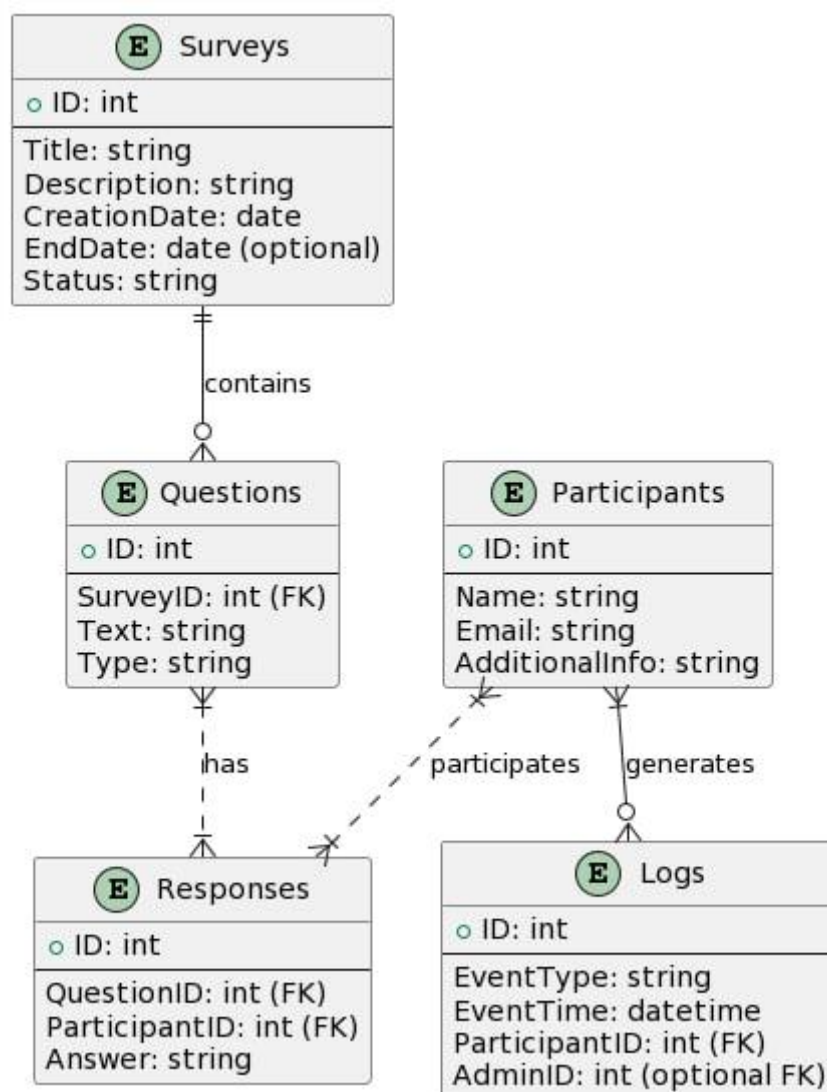 E Surveys
ID: int
Title: string
Description: string
CreationDate: date
EndDate: date (optional)
Status: string
contains
E Questions
ID: int
SurveyID: int (FK)
Text: string
Type: string
E Participants
ID: int
Name: string
Email: string
AdditionalInfo: string
has
participates
generates
E Responses
ID: int
QuestionID: int (FK)
ParticipantID: int (FK)
Answer: string
E Logs
ID: int
EventType: string
EventTime: datetime
ParticipantID: int (FK)
AdminID: int (optional FK)